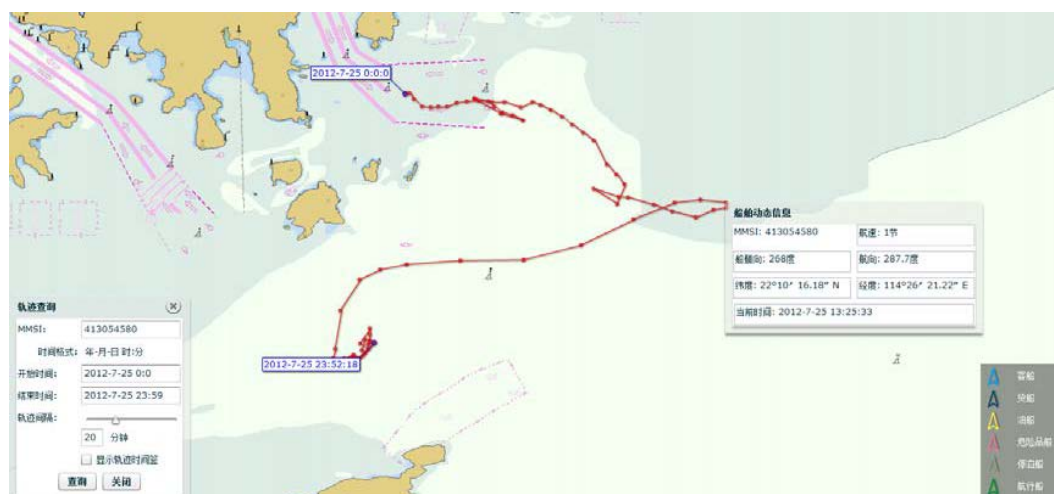 2012-7-25 0:0:0
船舶动态信息
MMSI: 413054580
航速: 1节
船艏向: 268度
航向: 287.7度
纬度: 22°10′ 16.18″ N
经度: 114°26′ 21.22″ E
当前时间: 2012-7-25 13:25:33
轨迹查询
MMSI:
413054580
时间格式: 年-月-日 时:分
开始时间:
2012-7-25 0:0
结束时间:
2012-7-25 23:59
轨迹间隔:
20 分钟
显示轨迹时间签
查询
关闭
2012-7-25 23:52:18
客船
货船
油船
危险品船
停泊船
航行船